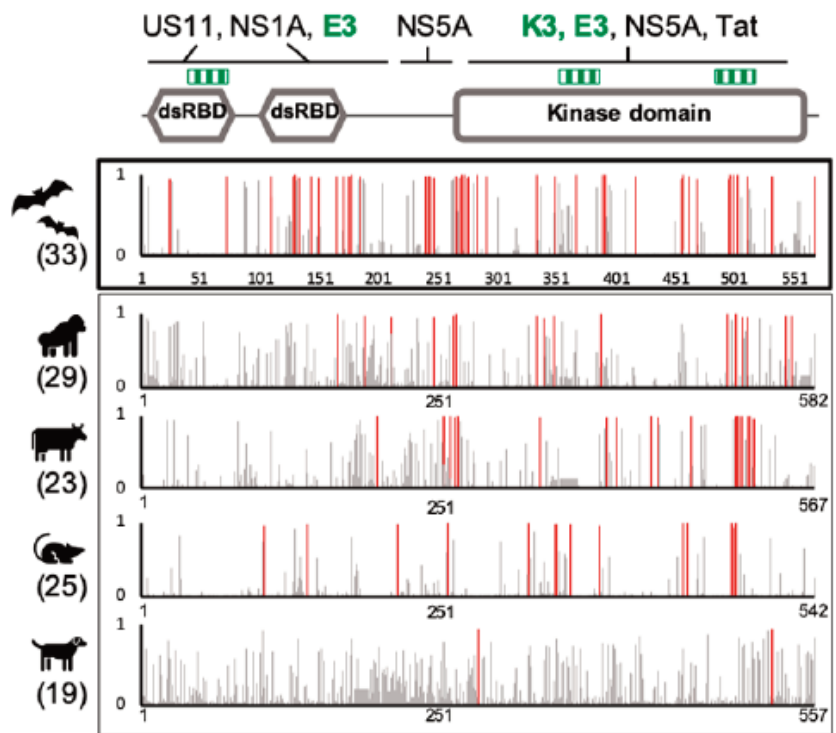 US11, NS1A, E3 NS5A K3, E3, NS5A, Tat
dsRBD dsRBD Kinase domain
1
0
(33)
1 51 101 151 201 251 301 351 401 451 501 551
1
0
(29)
1 251 582
1
0
(23)
1 251 567
1
0
(25)
1 251 542
1
0
(19)
1 251 557